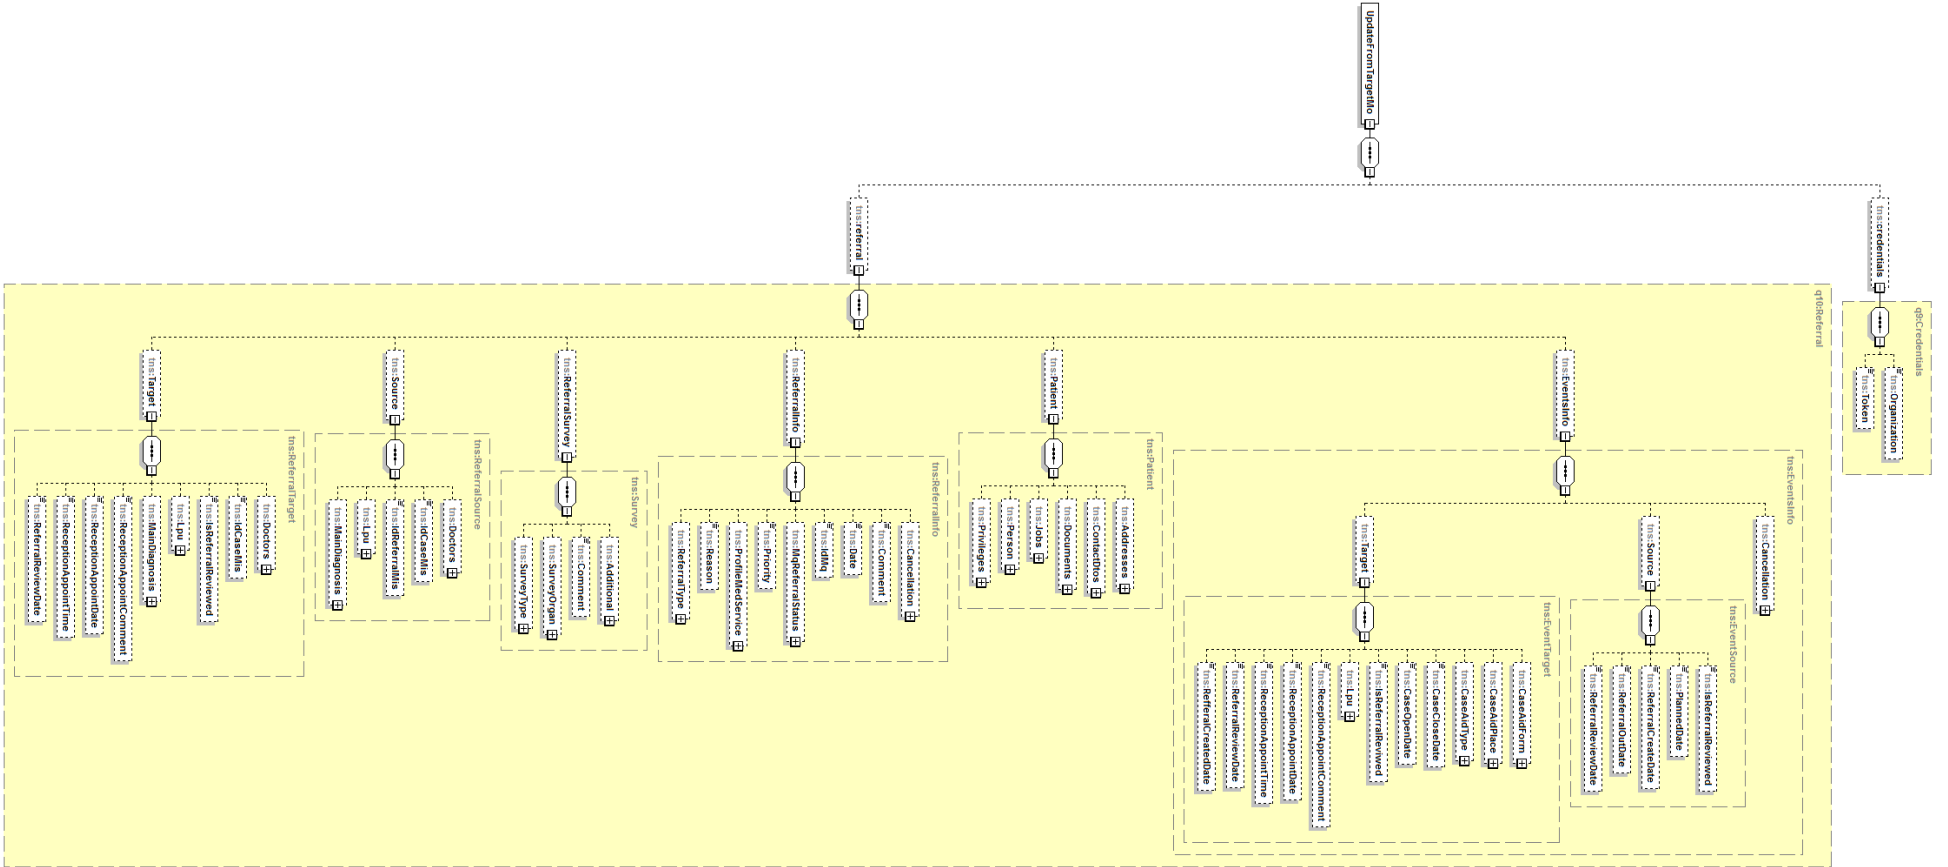 UpdateFromTargetMo
tns:credentials
q9:Credentials
tns:Organization
tns:Token
tns:referral
q10:Referral
tns:EventsInfo
tns:EventsInfo
tns:Cancellation
tns:Source
tns:EventSource
tns:IsReferralReviewed
tns:PlannedDate
tns:ReferralCreateDate
tns:ReferralOutDate
tns:ReferralReviewDate
tns:Target
tns:EventTarget
tns:CaseAidForm
tns:CaseAidPlace
tns:CaseAidType
tns:CaseCloseDate
tns:CaseOpenDate
tns:IsReferralReviwed
tns:Lpu
tns:ReceptionAppointComment
tns:ReceptionAppointDate
tns:ReceptionAppointTime
tns:ReferralReviewDate
tns:RefferalCreatedDate
tns:Patient
tns:Patient
tns:Addresses
tns:ContactDtos
tns:Documents
tns:Jobs
tns:Person
tns:Privileges
tns:ReferralInfo
tns:ReferralInfo
tns:Cancellation
tns:Comment
tns:Date
tns:IdMq
tns:MqReferralStatus
tns:Priority
tns:ProfileMedService
tns:Reason
tns:ReferralType
tns:ReferralSurvey
tns:Survey
tns:Additional
tns:Comment
tns:SurveyOrgan
tns:SurveyType
tns:Source
tns:ReferralSource
tns:Doctors
tns:IdCaseMis
tns:IdReferralMis
tns:Lpu
tns:MainDiagnosis
tns:Target
tns:ReferralTarget
tns:Doctors
tns:IdCaseMis
tns:IsReferralReviewed
tns:Lpu
tns:MainDiagnosis
tns:ReceptionAppointComment
tns:ReceptionAppointDate
tns:ReceptionAppointTime
tns:ReferralReviewDate